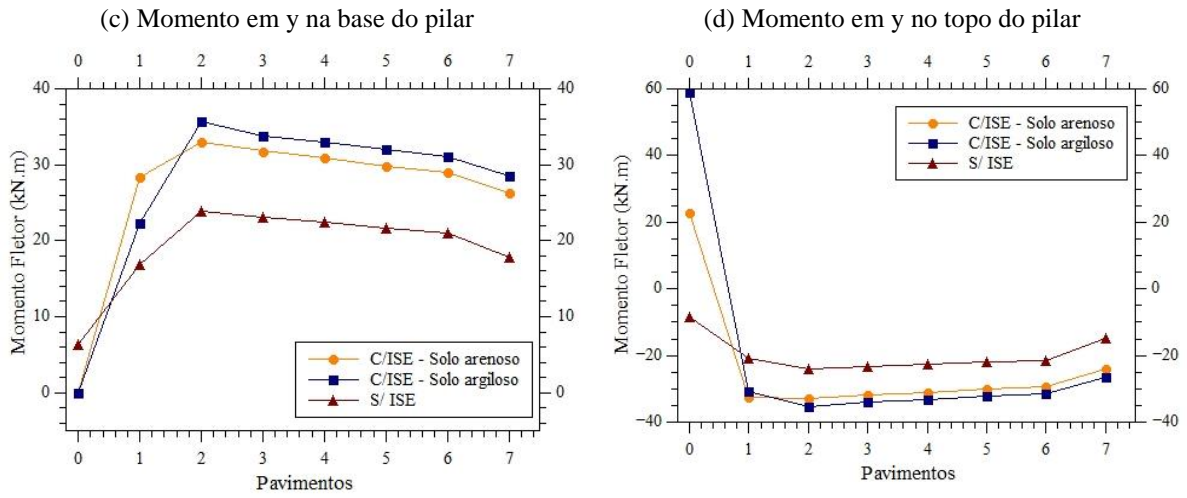 (c) Momento em y na base do pilar
0 1 2 3 4 5 6 7
40 40
30 30
20 20
10 10
0 0
Momento Fletor (kN.m)
C/ISE - Solo arenoso
C/ISE - Solo argiloso
S/ ISE
0 1 2 3 4 5 6 7
Pavimentos
(d) Momento em y no topo do pilar
0 1 2 3 4 5 6 7
60 60
40 40
20 20
0 0
−20 −20
−40 −40
Momento Fletor (kN.m)
C/ISE - Solo arenoso
C/ISE - Solo argiloso
S/ ISE
0 1 2 3 4 5 6 7
Pavimentos